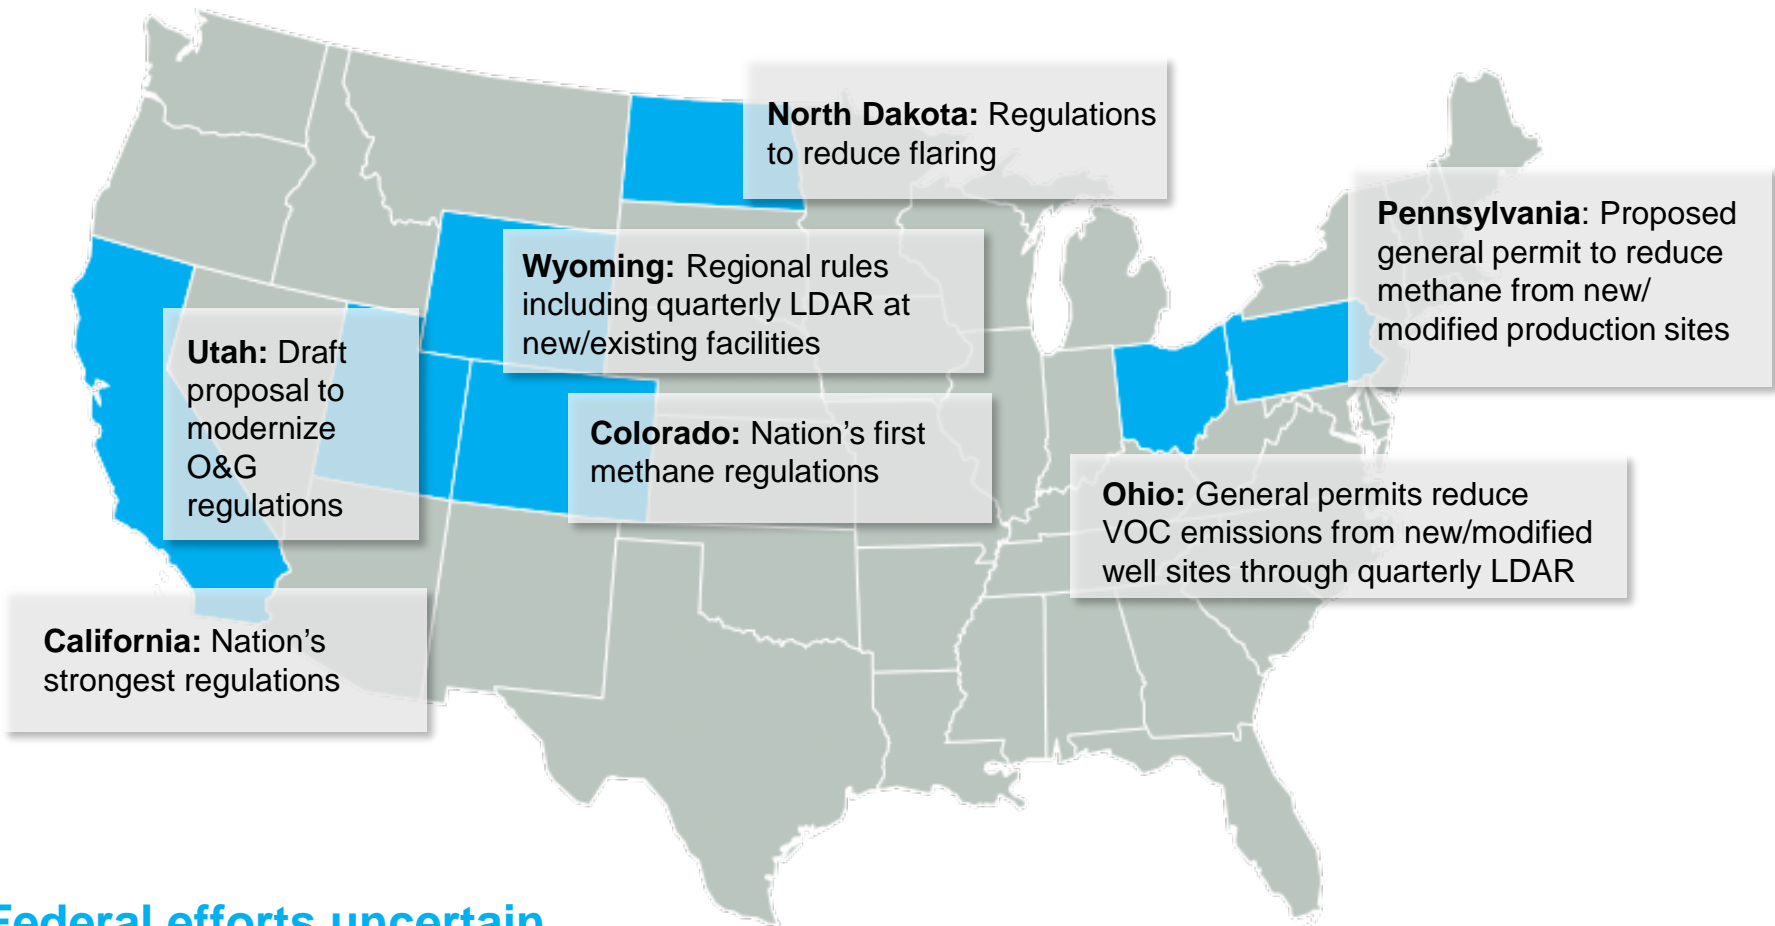 North Dakota: Regulations
to reduce flaring
Pennsylvania: Proposed
general permit to reduce
methane from new/
modified production sites
Wyoming: Regional rules
including quarterly LDAR at
new/existing facilities
Utah: Draft
proposal to
modernize
O&G
regulations
Colorado: Nation’s first
methane regulations
Ohio: General permits reduce
VOC emissions from new/modified
well sites through quarterly LDAR
California: Nation’s
strongest regulations
Federal efforts uncertain